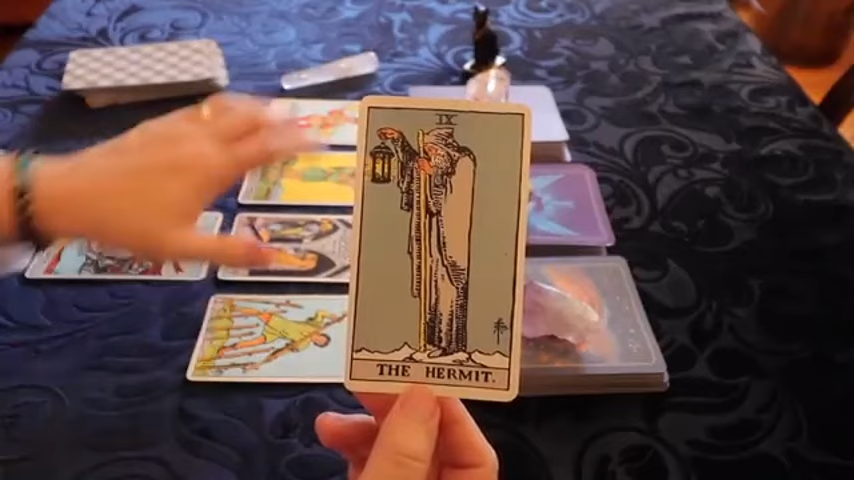 IX
THE HERMIT.